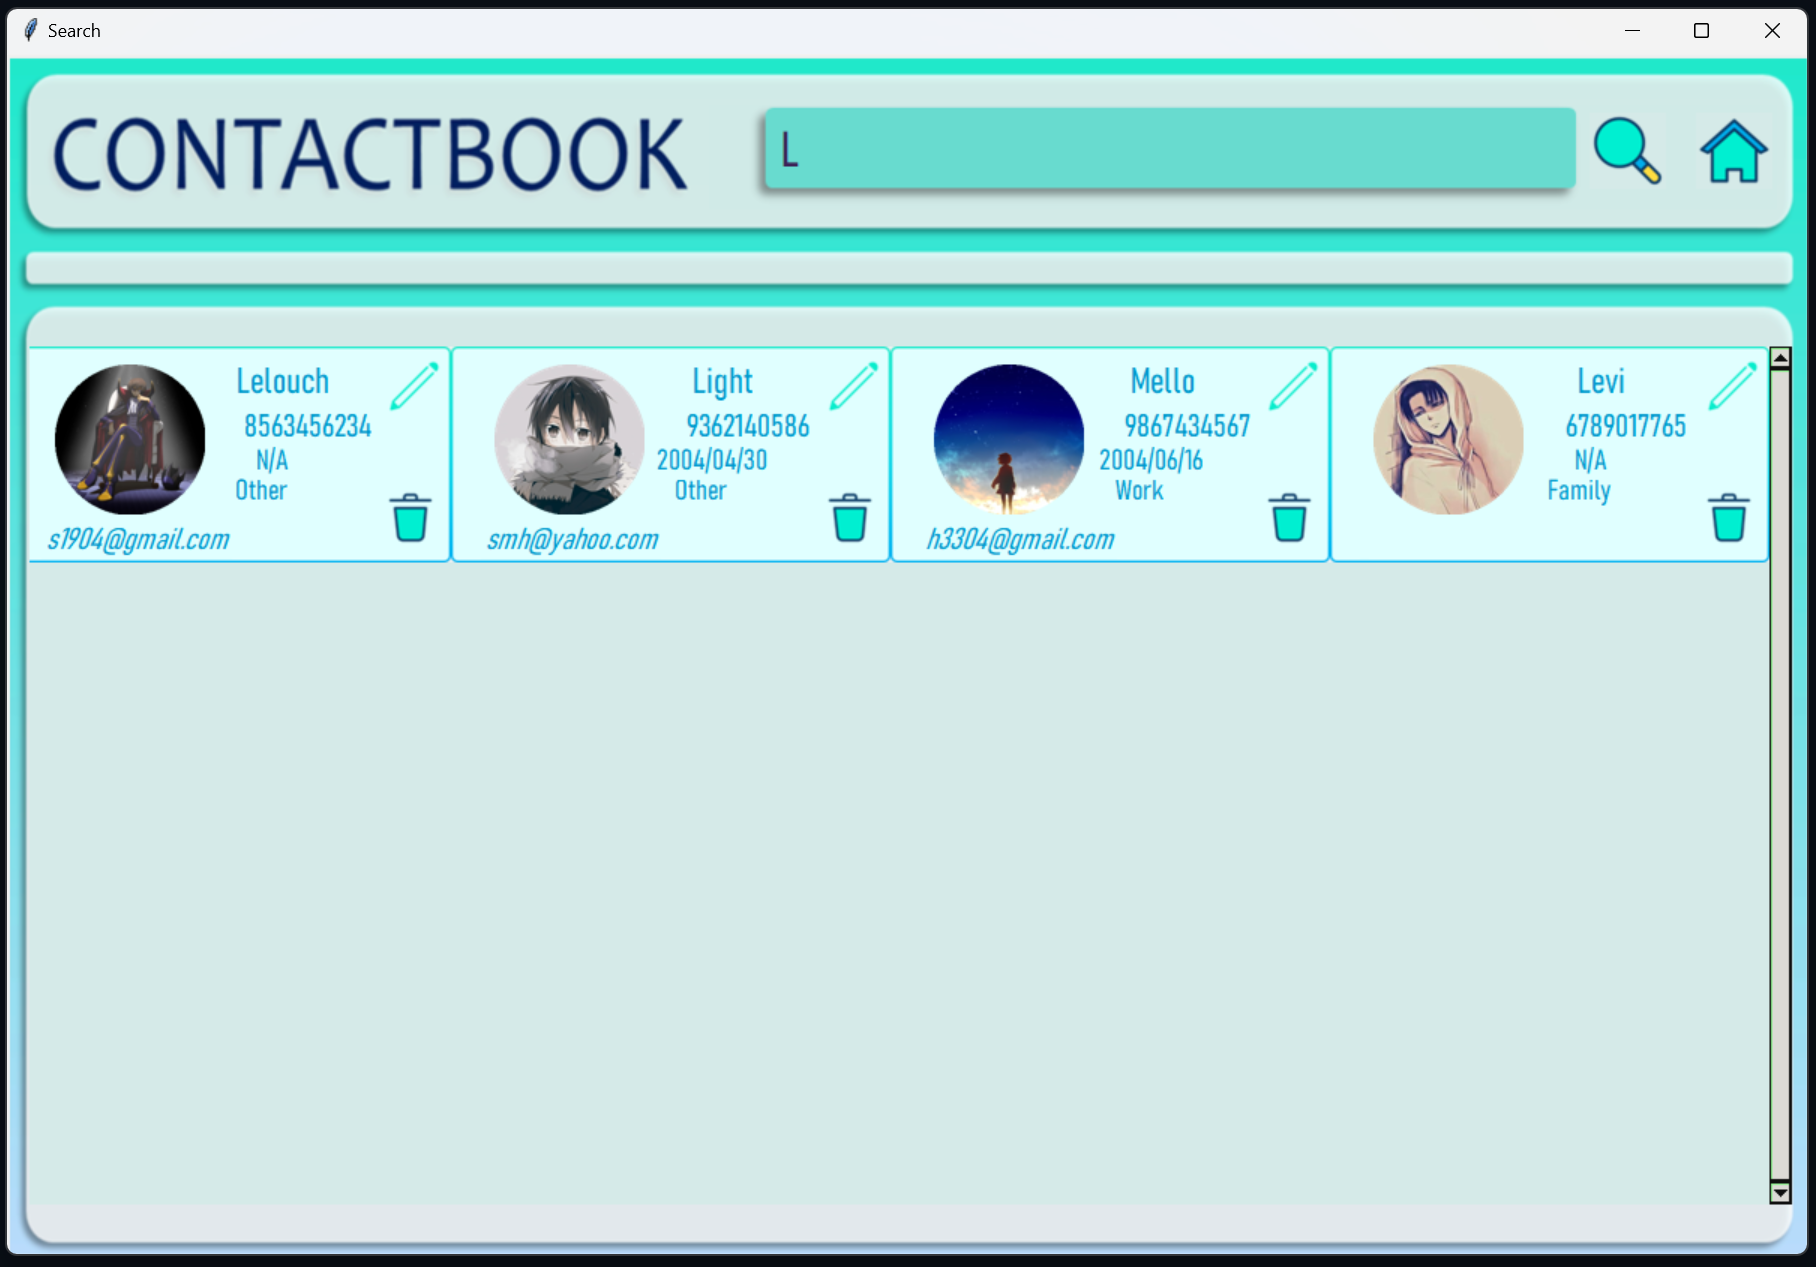 Search
CONTACTBOOK
L
Lelouch
8563456234
N/A
Other
s1904@gmail.com
Light
9362140586
2004/04/30
Other
smh@yahoo.com
Mello
9867434567
2004/06/16
Work
h3304@gmail.com
Levi
6789017765
N/A
Family